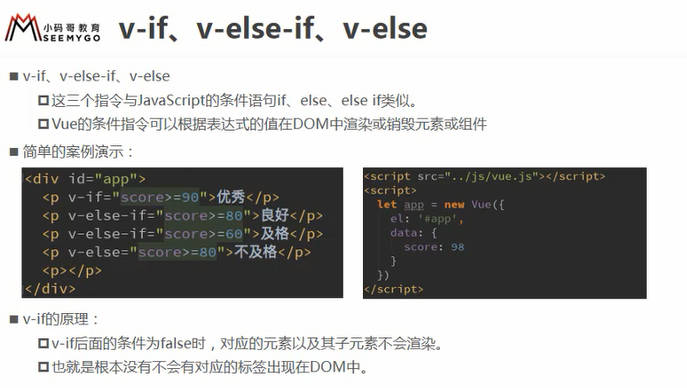 小码哥教育
SEEMYGO
v-if、v-else-if、v-else
v-if、v-else-if、v-else
这三个指令与JavaScript的条件语句if、else、else if类似。
Vue的条件指令可以根据表达式的值在DOM中渲染或销毁元素或组件
简单的案例演示：
<div id="app">
<p v-if="score>=90">优秀</p>
<p v-else-if="score>=80">良好</p>
<p v-else-if="score>=60">及格</p>
<p v-else="score>=80">不及格</p>
<p></p>
</div>
<script src="../js/vue.js"></script>
<script>
let app = new Vue({
el: '#app',
data: {
score: 98
}
})
</script>
v-if的原理：
v-if后面的条件为false时，对应的元素以及其子元素不会渲染。
也就是根本没有不会有对应的标签出现在DOM中。